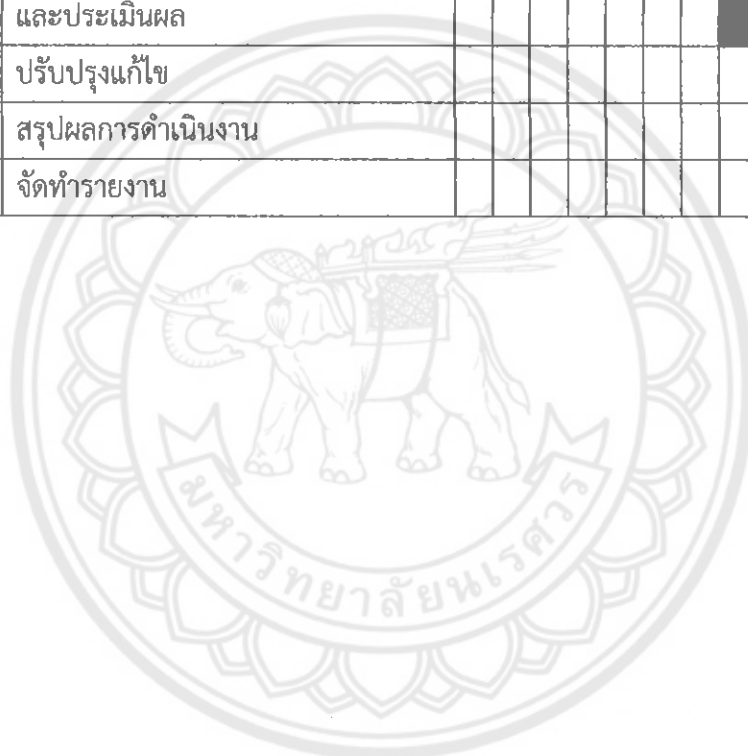 และประเมินผล
ปรับปรุงแก้ไข
สรุปผลการดำเนินงาน
จัดทำรายงาน
มหาวิทยาลัยนเรศวร